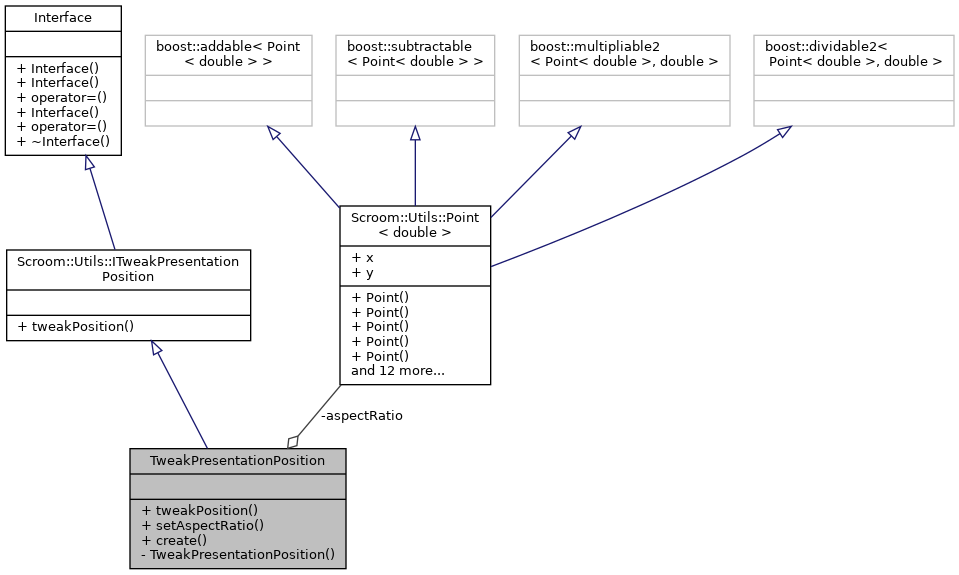 Interface
+ Interface()
+ Interface()
+ operator=()
+ Interface()
+ operator=()
+ ~Interface()
boost::addable< Point
< double > >
boost::subtractable
< Point< double > >
boost::multipliable2
< Point< double >, double >
boost::dividable2<
Point< double >, double >
Scroom::Utils::ITweakPresentation
Position
+ tweakPosition()
Scroom::Utils::Point
< double >
+ x
+ y
+ Point()
+ Point()
+ Point()
+ Point()
+ Point()
and 12 more...
-aspectRatio
TweakPresentationPosition
+ tweakPosition()
+ setAspectRatio()
+ create()
- TweakPresentationPosition()